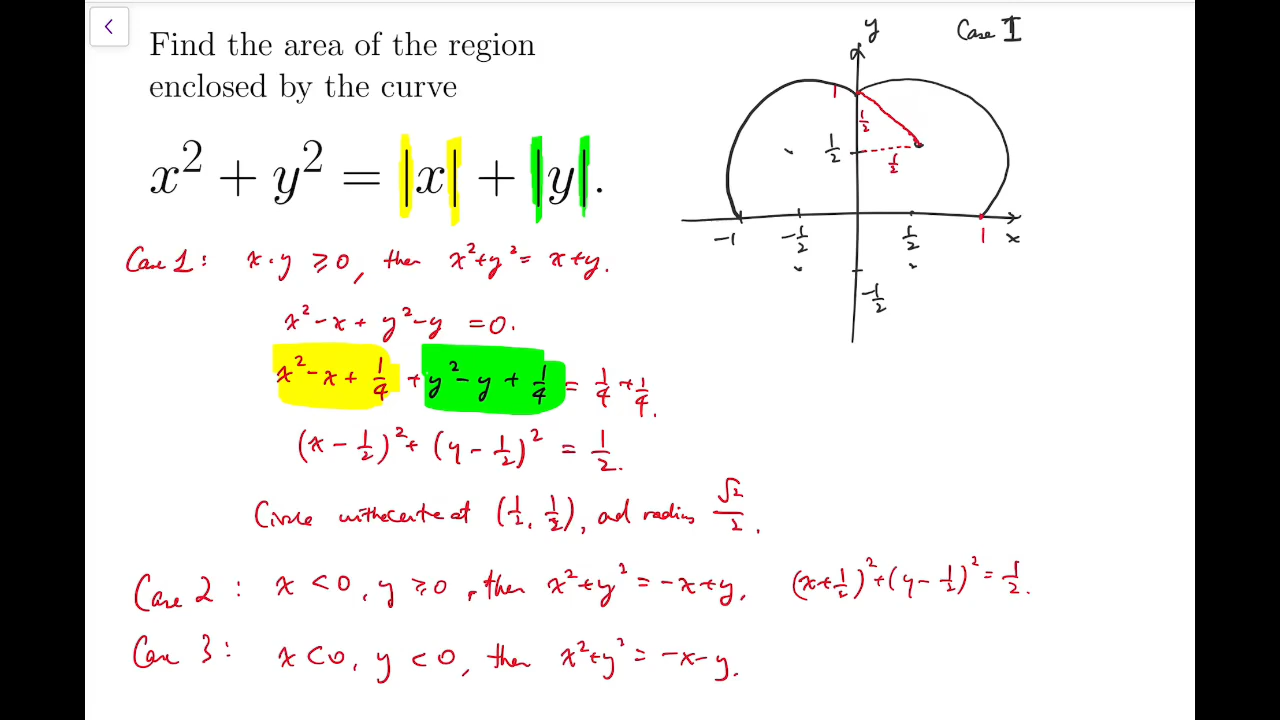 Find the area of the region
enclosed by the curve
x² + y² = |x| + |y|.
Case 1: x, y ≥ 0, then x² + y² = x + y.
x² - x + y² - y = 0.
x² - x + 1/4 + y² - y + 1/4 = 1/4 + 1/4.
(x - 1/2)² + (y - 1/2)² = 1/2.
Circle with center at (1/2, 1/2), and radius √2/2.
Case 2: x < 0, y ≥ 0, then x² + y² = -x + y, (x + 1/2)² + (y - 1/2)² = 1/2.
Case 3: x < 0, y < 0, then x² + y² = -x - y.
y
Case I
1
1/2
1/2
1/2
-1
-1/2
1/2
1
x
-1/2